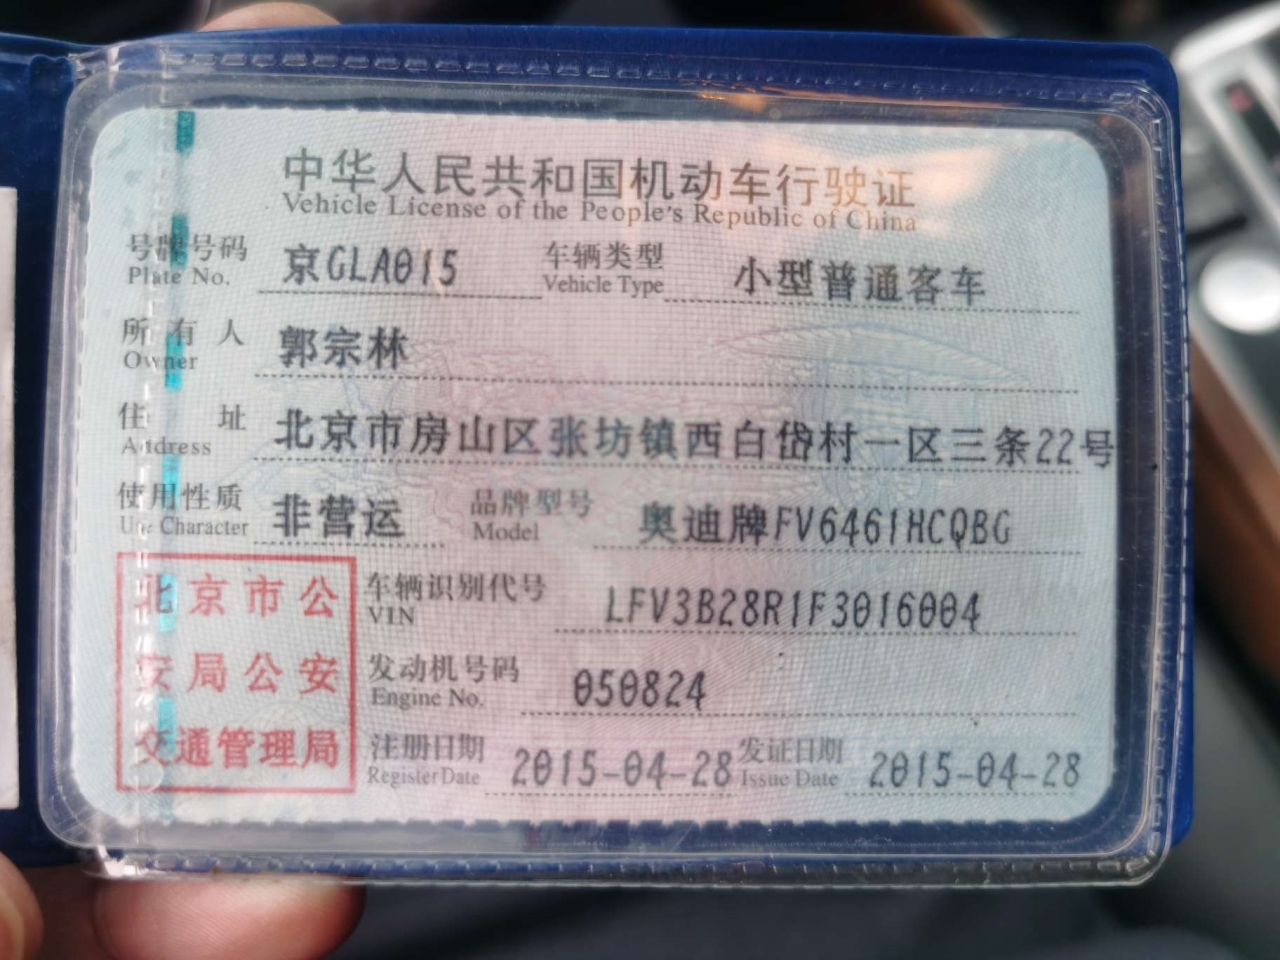 中华人民共和国机动车行驶证
Vehicle License of the People's Republic of China
号牌号码 京GLA015 车辆类型 小型普通客车
Plate No. Vehicle Type
所有人 郭宗林
Owner
住址 北京市房山区张坊镇西白岱村一区三条22号
Address
使用性质 非营运 品牌型号 奥迪牌FV6461HCQBG
Use Character Model
北京市公
安局公安
交通管理局
车辆识别代号 LFV3B28R1F3016004
VIN
发动机号码 050824
Engine No.
注册日期 2015-04-28 发证日期 2015-04-28
Register Date Issue Date